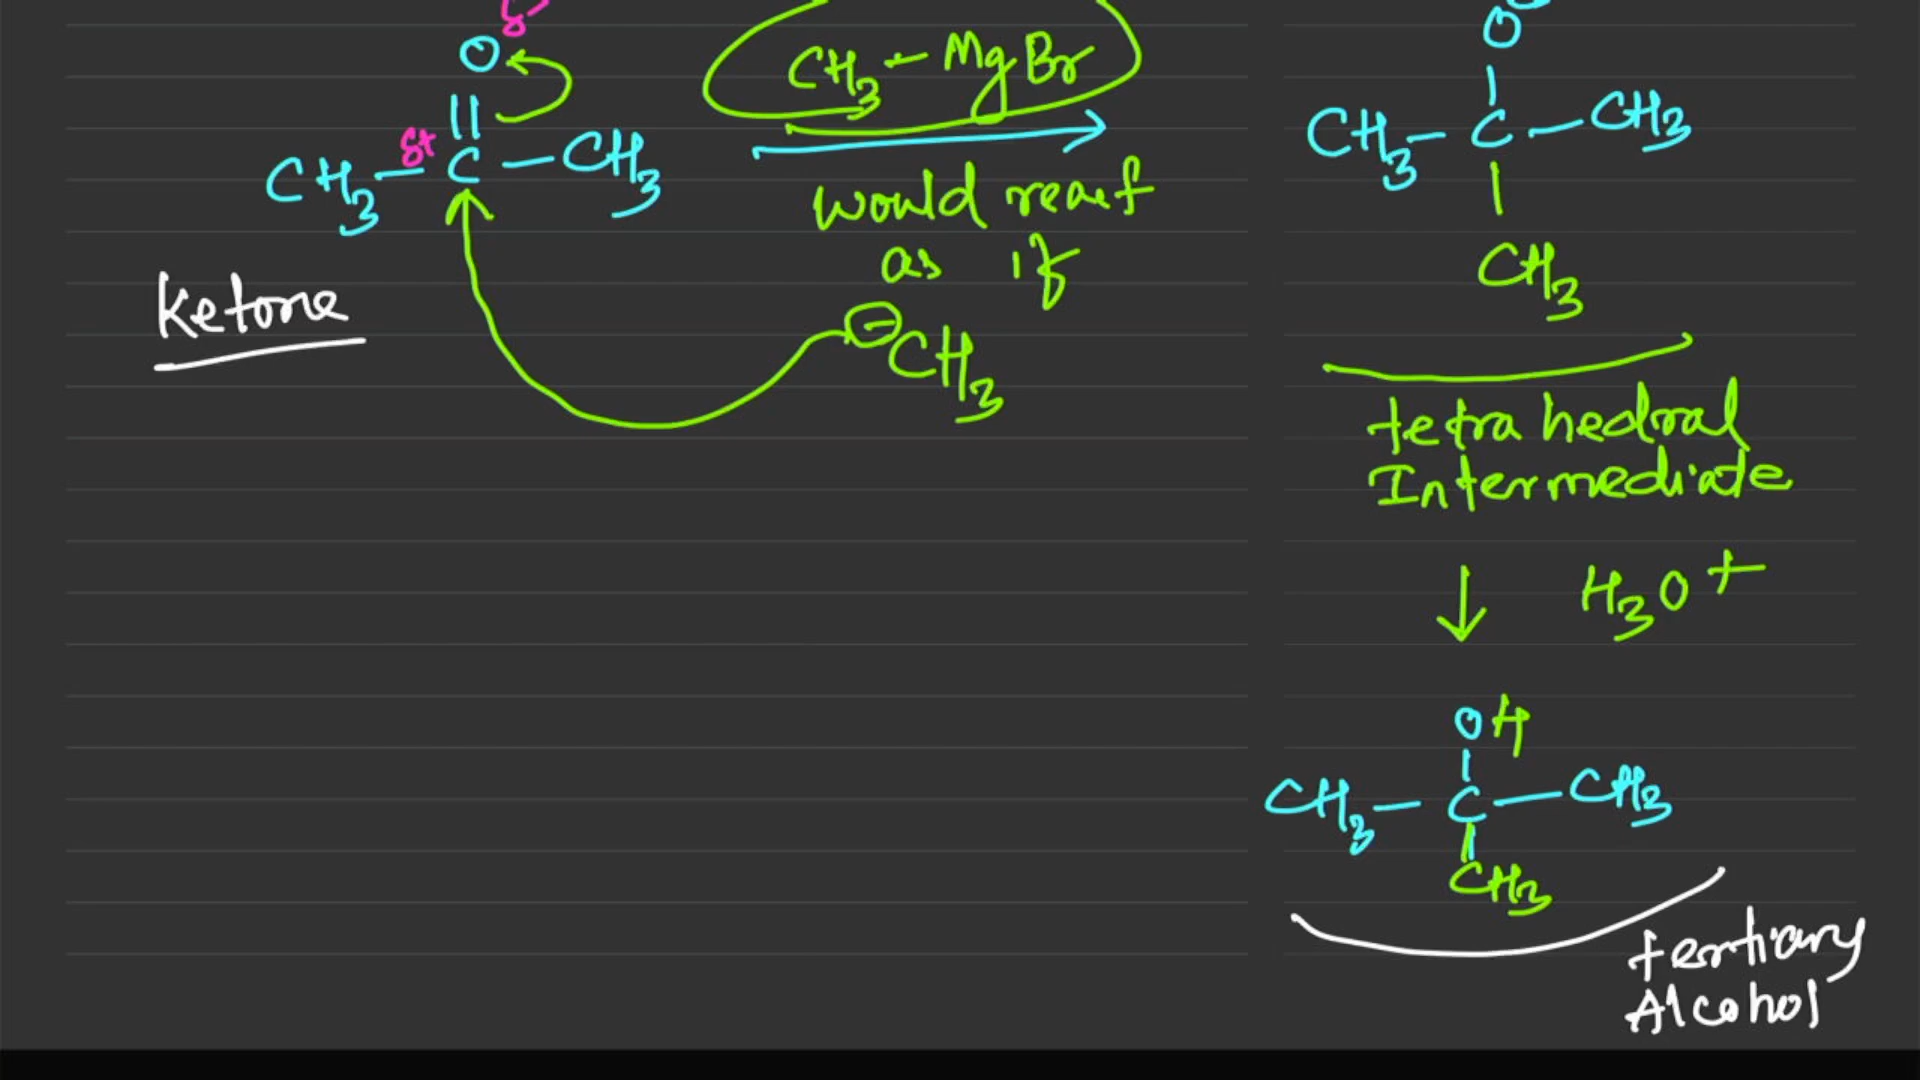 δ-
O
||
δ+
CH3 – C – CH3
Ketone
CH3 – MgBr
would react
as if
⊖CH3
O
|
CH3 – C – CH3
|
CH3
tetrahedral
Intermediate
↓ H3O+
OH
|
CH3 – C – CH3
|
CH3
tertiary
Alcohol